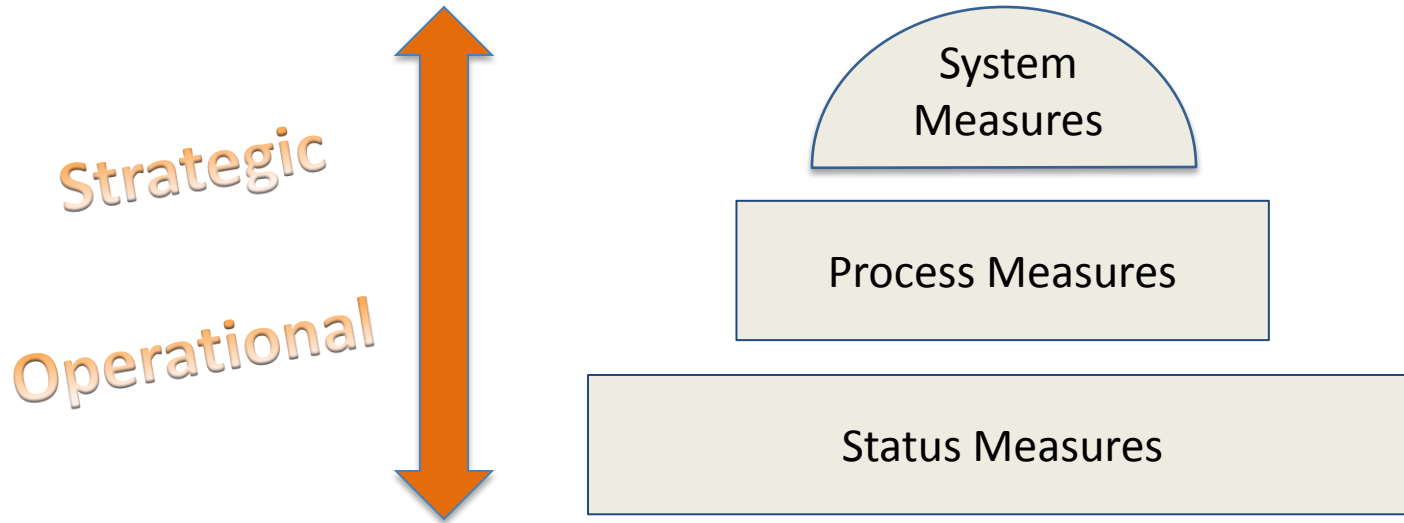 Strategic
Operational
System
Measures
Process Measures
Status Measures